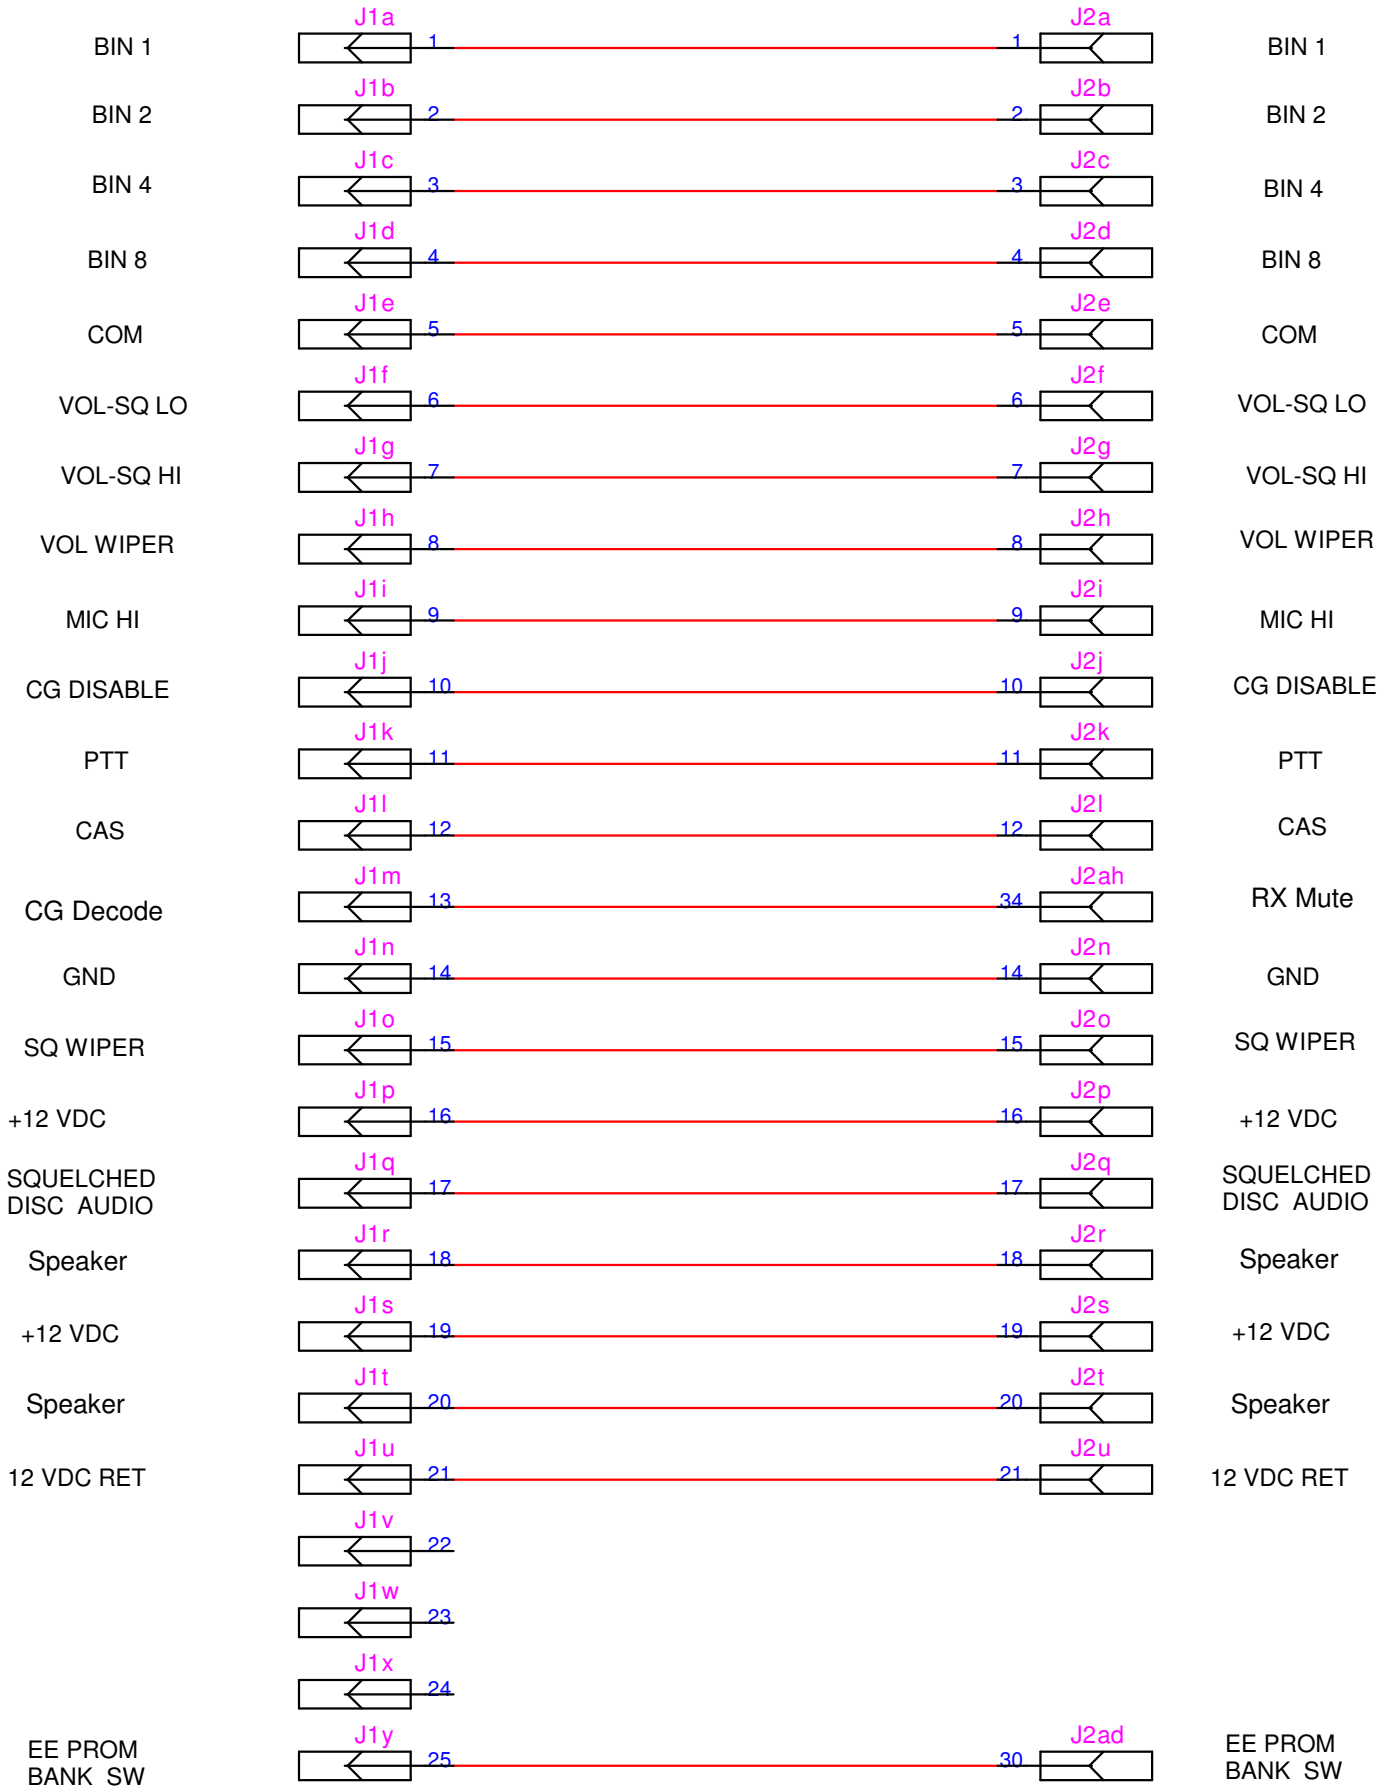 J1a J2a
BIN 1 1 1 BIN 1
J1b J2b
BIN 2 2 2 BIN 2
J1c J2c
BIN 4 3 3 BIN 4
J1d J2d
BIN 8 4 4 BIN 8
J1e J2e
COM 5 5 COM
J1f J2f
VOL-SQ LO 6 6 VOL-SQ LO
J1g J2g
VOL-SQ HI 7 7 VOL-SQ HI
J1h J2h
VOL WIPER 8 8 VOL WIPER
J1i J2i
MIC HI 9 9 MIC HI
J1j J2j
CG DISABLE 10 10 CG DISABLE
J1k J2k
PTT 11 11 PTT
J1l J2l
CAS 12 12 CAS
J1m J2ah
CG Decode 13 34 RX Mute
J1n J2n
GND 14 14 GND
J1o J2o
SQ WIPER 15 15 SQ WIPER
J1p J2p
+12 VDC 16 16 +12 VDC
J1q J2q
SQUELCHED 17 17 SQUELCHED
DISC AUDIO DISC AUDIO
J1r J2r
Speaker 18 18 Speaker
J1s J2s
+12 VDC 19 19 +12 VDC
J1t J2t
Speaker 20 20 Speaker
J1u J2u
12 VDC RET 21 21 12 VDC RET
J1v
22
J1w
23
J1x
24
J1y J2ad
EE PROM 25 30 EE PROM
BANK SW BANK SW